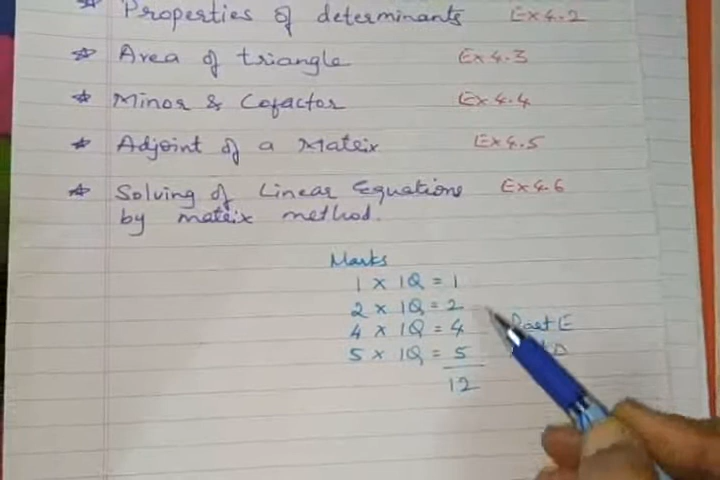 * Properties of determinants Ex 4.2
* Area of triangle Ex 4.3
* Minor & Cofactor Ex 4.4
* Adjoint of a Matrix Ex 4.5
* Solving of Linear Equations Ex 4.6
by matrix method.
Marks
1 × 1Q = 1
2 × 1Q = 2
4 × 1Q = 4 Part E
5 × 1Q = 5 D
12